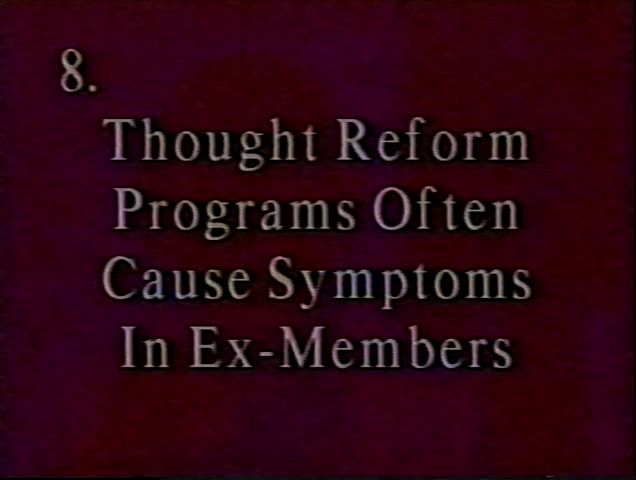 8.
Thought Reform
Programs Often
Cause Symptoms
In Ex-Members